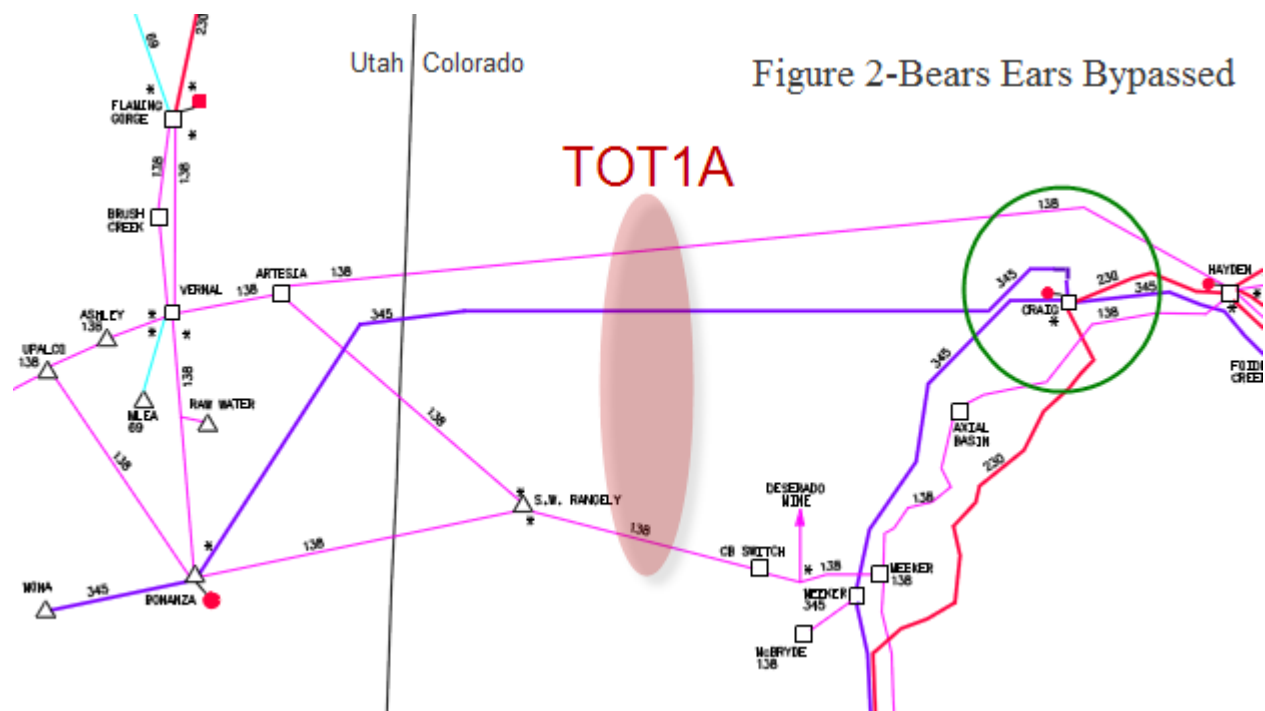 69
230
Utah
Colorado
Figure 2-Bears Ears Bypassed
*
*
FLAMING
GORGE
*
TOT1A
138
138
138
BRUSH
CREEK
ARTESIA
138
VERNAL
138
345
230
HAYDEN
345
*
CRAIG
*
*
ASHLEY
138
*
*
*
345
138
UPALCO
138
345
FOIDE
CREEK
138
MLEA
69
RAW WATER
138
AXIAL
BASIN
138
230
DESERADO
MINE
*
S.W. RANGELY
*
138
138
*
138
CB SWITCH
*
138
MEEKER
138
MONA
345
BONANZA
MEEKER
345
McBRYDE
138